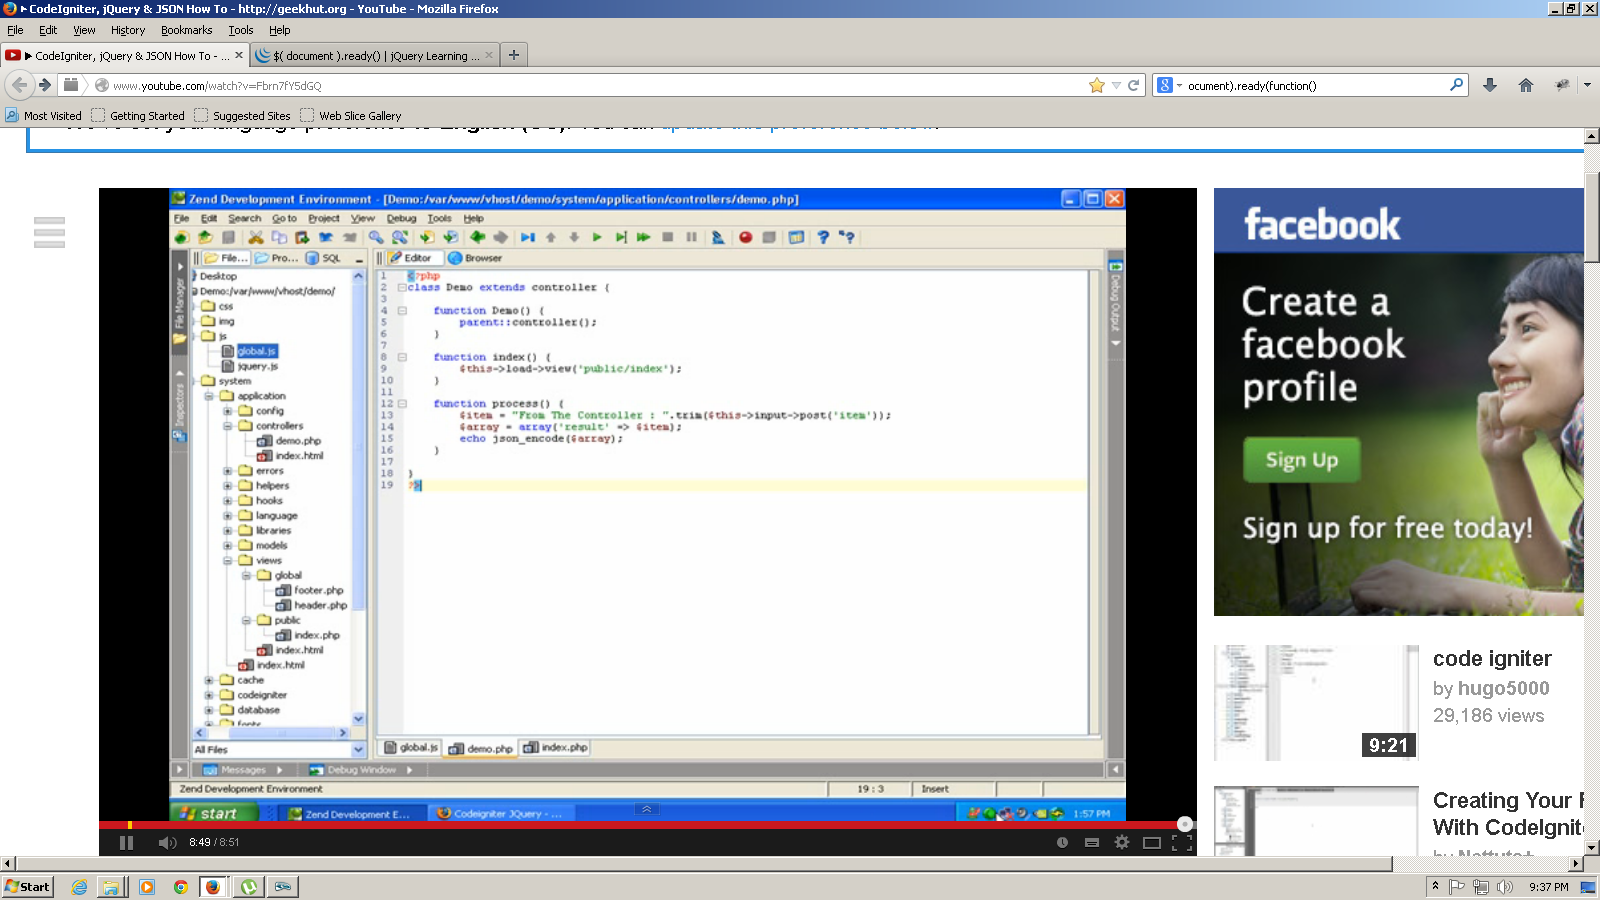 CodeIgniter, jQuery & JSON How To - http://geekhut.org - YouTube - Mozilla Firefox
File Edit View History Bookmarks Tools Help
CodeIgniter, jQuery & JSON How To - ...
$( document ).ready() | jQuery Learning ...
www.youtube.com/watch?v=Fbrn7fY5dGQ
ocument).ready(function()
Most Visited Getting Started Suggested Sites Web Slice Gallery
Zend Development Environment - [Demo:/var/www/vhost/demo/system/application/controllers/demo.php]
File Edit Search Go to Project View Debug Tools Help
File... Pro... SQL
Editor Browser
File Manager
Inspectors
Debug Output
Desktop
Demo:/var/www/vhost/demo/
css
img
js
global.js
jquery.js
system
application
config
controllers
demo.php
index.html
errors
helpers
hooks
language
libraries
models
views
global
footer.php
header.php
public
index.php
index.html
index.html
cache
codeigniter
database
fonts
All Files
1 <?php
2 class Demo extends controller {
3
4 function Demo() {
5 parent::controller();
6 }
7
8 function index() {
9 $this->load->view('public/index');
10 }
11
12 function process() {
13 $item = "From The Controller : ".trim($this->input->post('item'));
14 $array = array('result' => $item);
15 echo json_encode($array);
16 }
17
18 }
19 ?>
global.js demo.php index.php
Messages Debug Window
Zend Development Environment 19 : 3 Insert
start Zend Development E... Codeigniter JQuery - ... 1:57 PM
8:49 / 8:51
facebook
Create a
facebook
profile
Sign Up
Sign up for free today!
code igniter
by hugo5000
29,186 views
9:21
Creating Your
With CodeIgnit
Start 9:37 PM